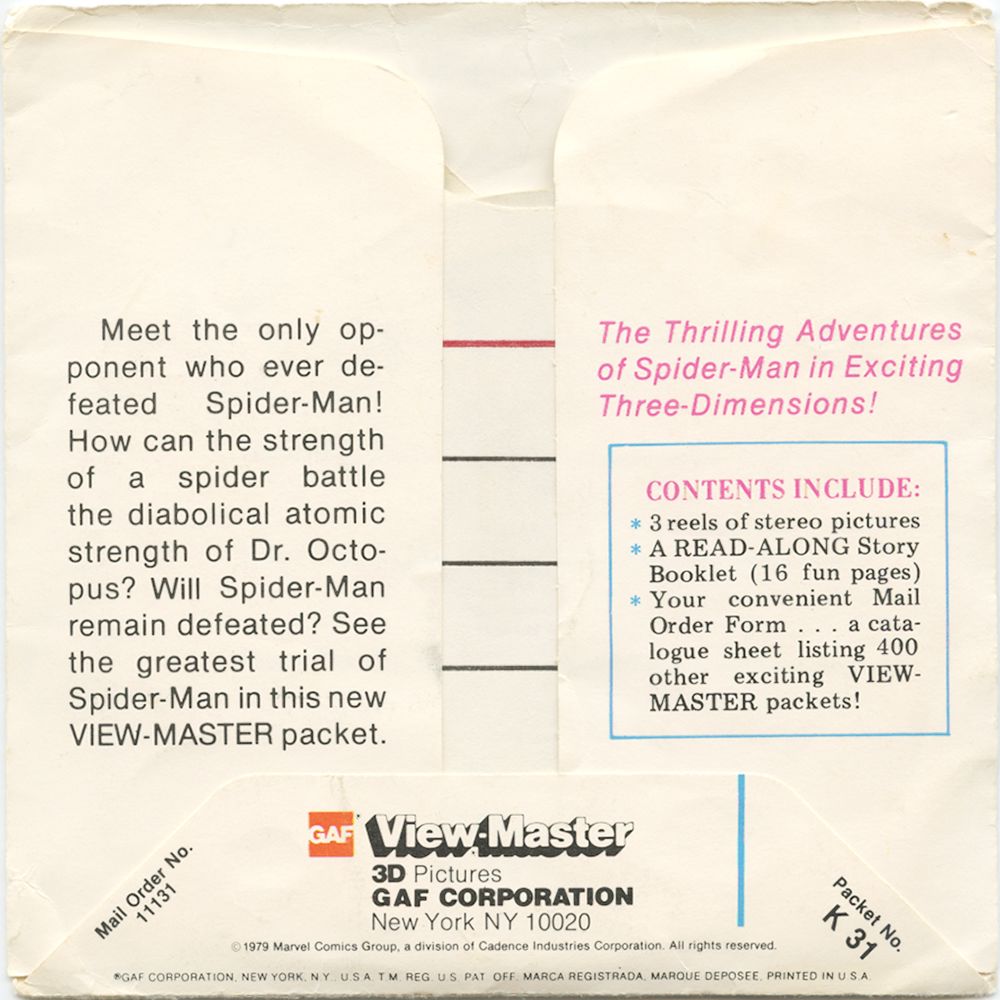 Meet the only op-
ponent who ever de-
feated Spider-Man!
How can the strength
of a spider battle
the diabolical atomic
strength of Dr. Octo-
pus? Will Spider-Man
remain defeated? See
the greatest trial of
Spider-Man in this new
VIEW-MASTER packet.
The Thrilling Adventures
of Spider-Man in Exciting
Three-Dimensions!
CONTENTS INCLUDE:
* 3 reels of stereo pictures
* A READ-ALONG Story
Booklet (16 fun pages)
* Your convenient Mail
Order Form . . . a cata-
logue sheet listing 400
other exciting VIEW-
MASTER packets!
Mail Order No.
11131
GAF View-Master
3D Pictures
GAF CORPORATION
New York NY 10020
Packet No.
K 31
©1979 Marvel Comics Group, a division of Cadence Industries Corporation. All rights reserved.
®GAF CORPORATION, NEW YORK, N.Y., U.S.A. T.M. REG. U.S. PAT. OFF. MARCA REGISTRADA, MARQUE DEPOSEE, PRINTED IN U.S.A.